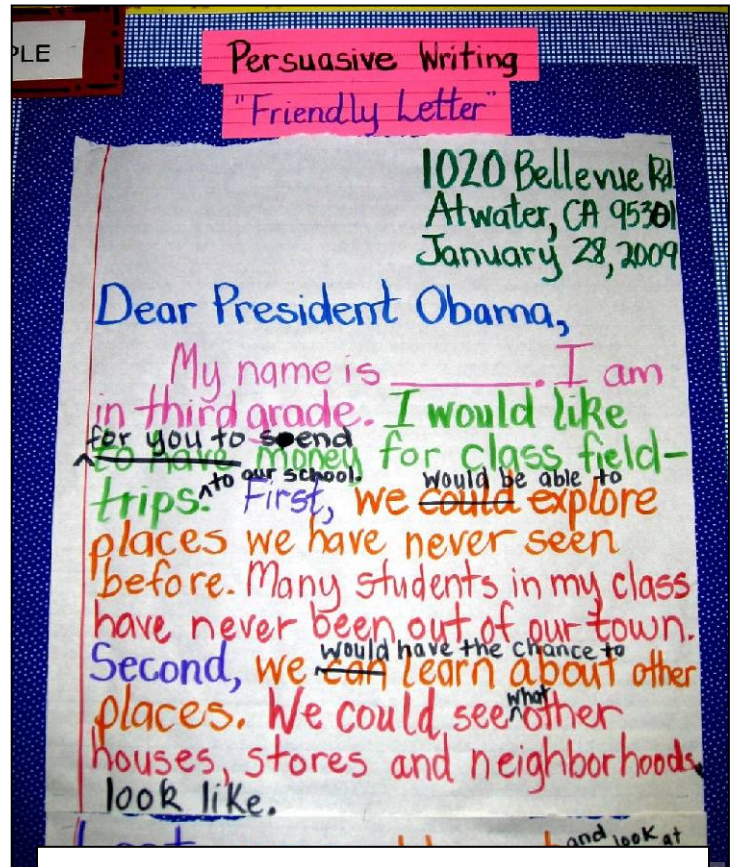 PLE
Persuasive Writing
"Friendly Letter"
1020 Bellevue Rd.
Atwater, CA 95301
January 28, 2009
Dear President Obama,
My name is ______. I am
in third grade. I would like
for you to send
to have money for class field-
to our school. would be able to
trips. First, we could explore
places we have never seen
before. Many students in my class
have never been out of our town.
would have the chance to
Second, we can learn about other
what
places. We could see other
houses, stores and neighborhoods
look like.
and look at